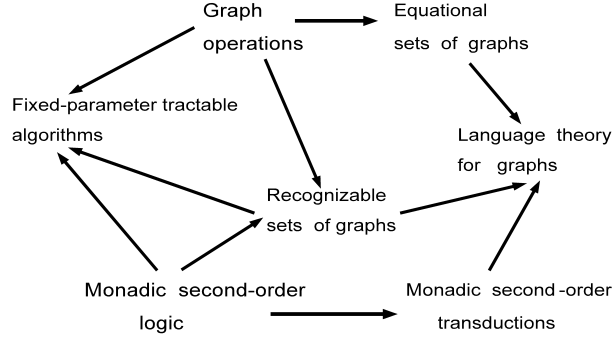 Graph
operations
Equational
sets of graphs
Fixed-parameter tractable
algorithms
Language theory
for graphs
Recognizable
sets of graphs
Monadic second-order
logic
Monadic second-order
transductions